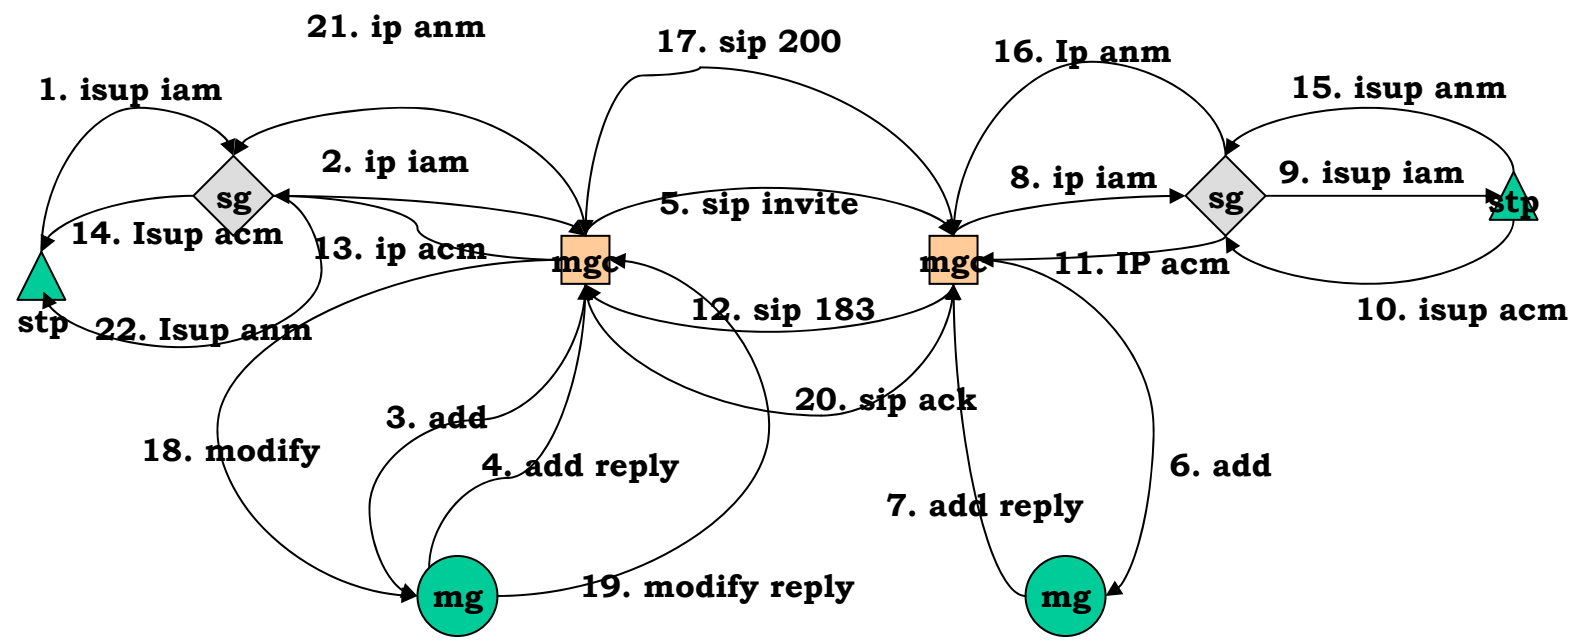 21. ip anm
17. sip 200
16. Ip anm
1. isup iam
15. isup anm
2. ip iam
8. ip iam
9. isup iam
sg
5. sip invite
sg
stp
14. Isup acm
13. ip acm
mgc
mgc
11. IP acm
stp
22. Isup anm
12. sip 183
10. isup acm
3. add
20. sip ack
18. modify
4. add reply
6. add
7. add reply
19. modify reply
mg
mg